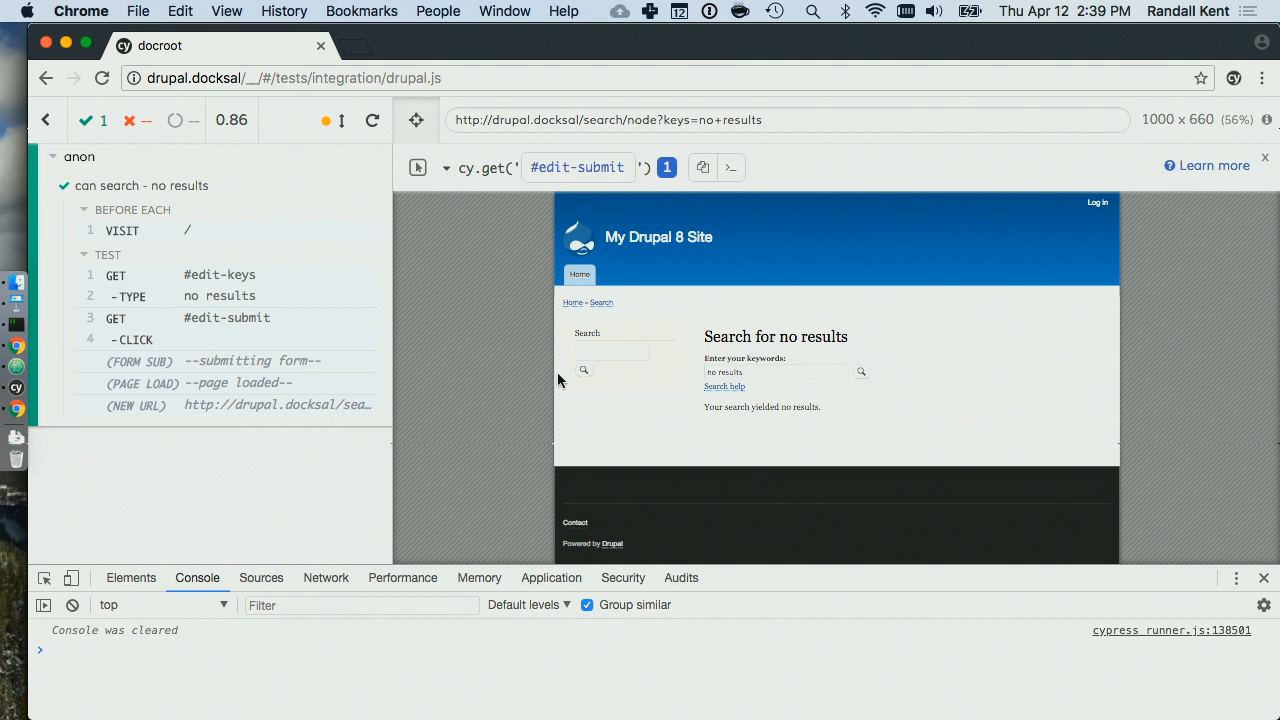 Chrome File Edit View History Bookmarks People Window Help 12 Thu Apr 12 2:39 PM Randall Kent
cy docroot
drupal.docksal/__/#/tests/integration/drupal.js cy
1 -- -- 0.86 http://drupal.docksal/search/node?keys=no+results 1000 x 660 (56%)
anon
can search - no results
BEFORE EACH
1 VISIT /
TEST
1 GET #edit-keys
2 -TYPE no results
3 GET #edit-submit
4 -CLICK
(FORM SUB) --submitting form--
(PAGE LOAD) --page loaded--
(NEW URL) http://drupal.docksal/sea…
cy.get(' #edit-submit ') 1 >_ Learn more x
Log in
My Drupal 8 Site
Home
Home » Search
Search
Search for no results
Enter your keywords:
no results
Search help
Your search yielded no results.
Contact
Powered by Drupal
Elements Console Sources Network Performance Memory Application Security Audits
top Filter Default levels Group similar
Console was cleared cypress_runner.js:138501